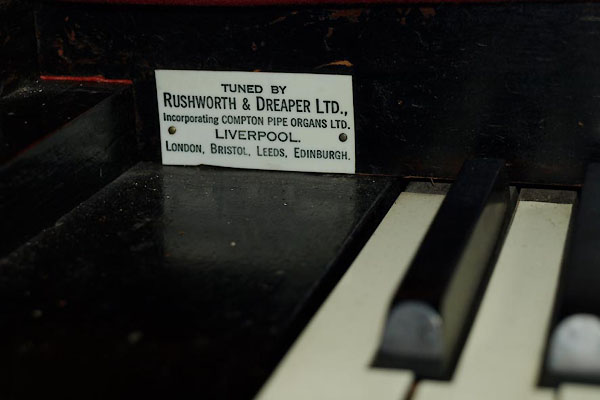 TUNED BY
RUSHWORTH & DREAPER LTD.,
Incorporating COMPTON PIPE ORGANS LTD.
LIVERPOOL.
LONDON, BRISTOL, LEEDS, EDINBURGH.